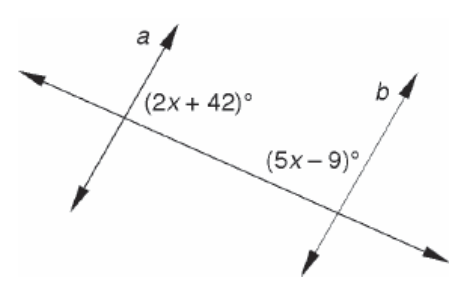 a
b
(2x + 42)°
(5x – 9)°